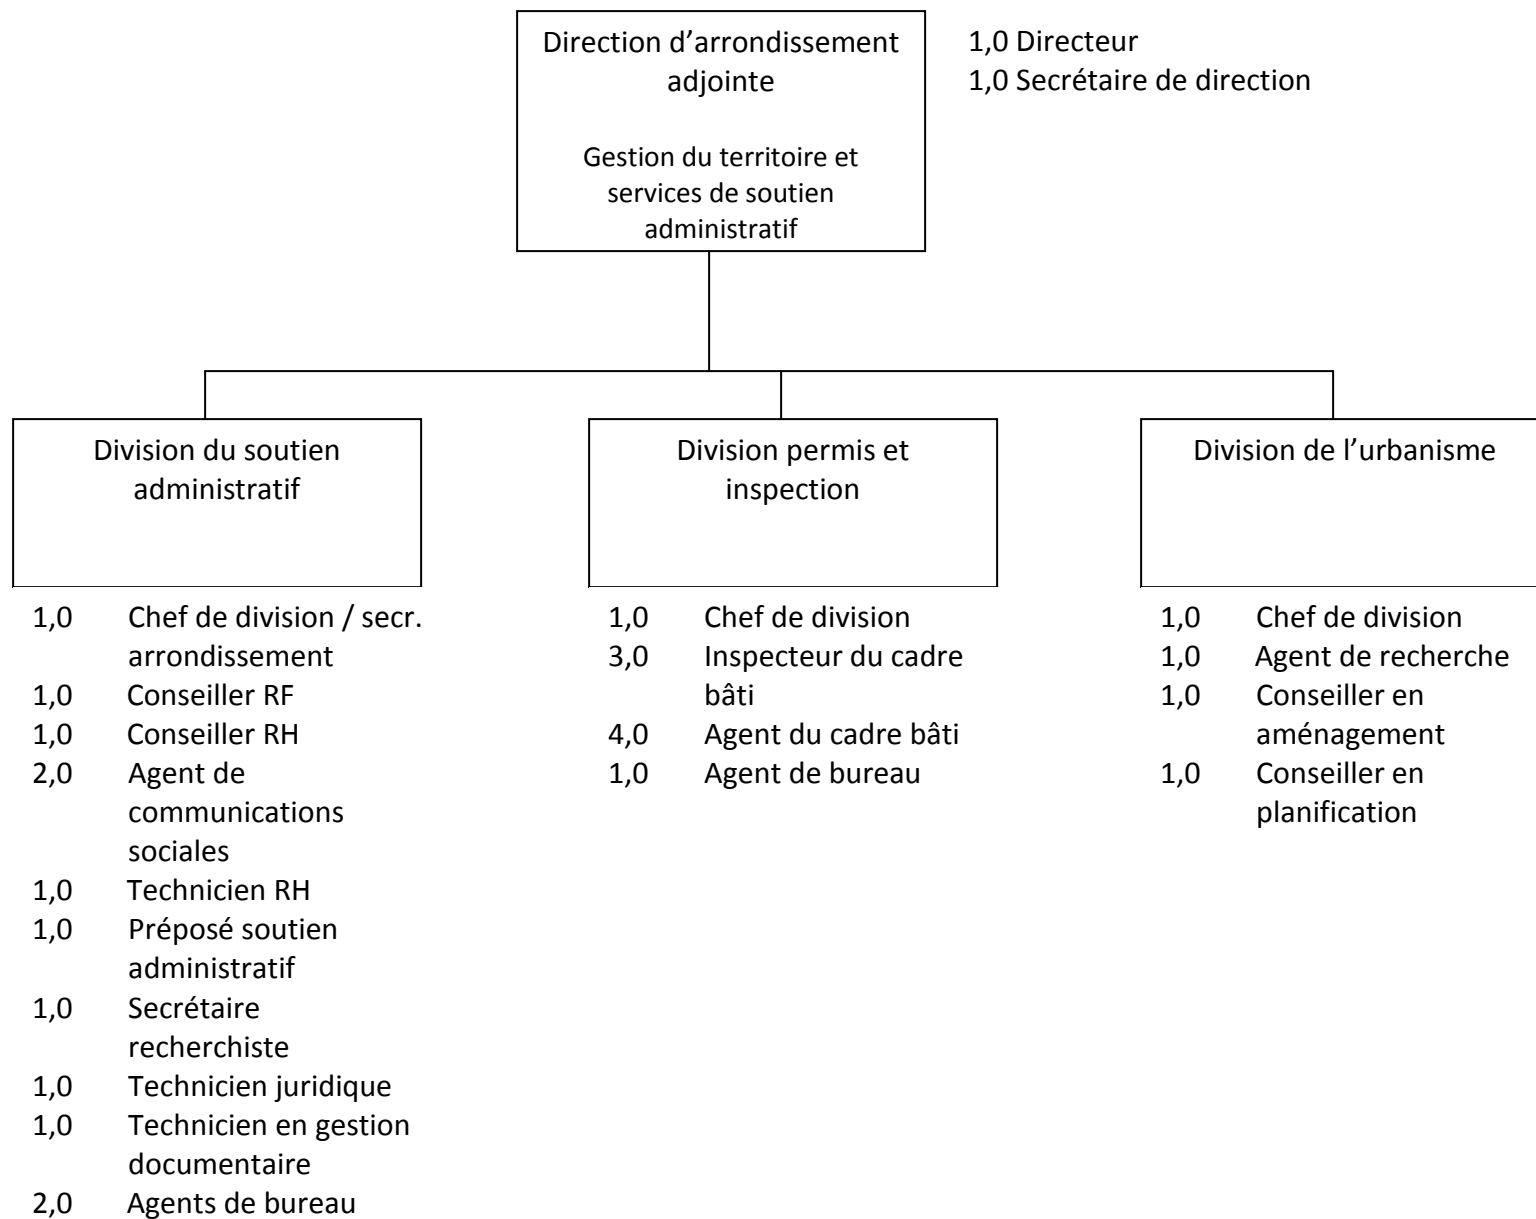 Direction d’arrondissement
adjointe
Gestion du territoire et
services de soutien
administratif
1,0 Directeur
1,0 Secrétaire de direction
Division du soutien
administratif
1,0 Chef de division / secr.
arrondissement
1,0 Conseiller RF
1,0 Conseiller RH
2,0 Agent de
communications
sociales
1,0 Technicien RH
1,0 Préposé soutien
administratif
1,0 Secrétaire
recherchiste
1,0 Technicien juridique
1,0 Technicien en gestion
documentaire
2,0 Agents de bureau
Division permis et
inspection
1,0 Chef de division
3,0 Inspecteur du cadre
bâti
4,0 Agent du cadre bâti
1,0 Agent de bureau
Division de l’urbanisme
1,0 Chef de division
1,0 Agent de recherche
1,0 Conseiller en
aménagement
1,0 Conseiller en
planification